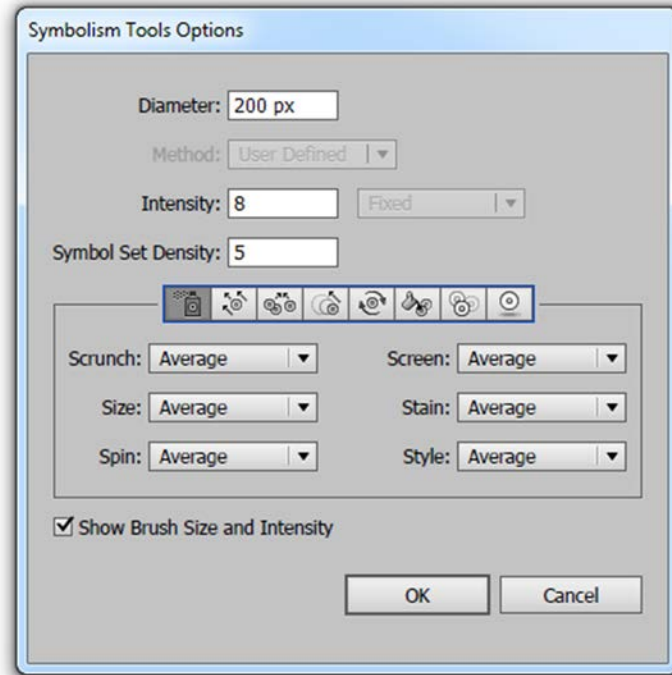 Symbolism Tools Options
Diameter: 200 px
Method: User Defined
Intensity: 8 Fixed
Symbol Set Density: 5
Scrunch: Average Screen: Average
Size: Average Stain: Average
Spin: Average Style: Average
Show Brush Size and Intensity
OK Cancel